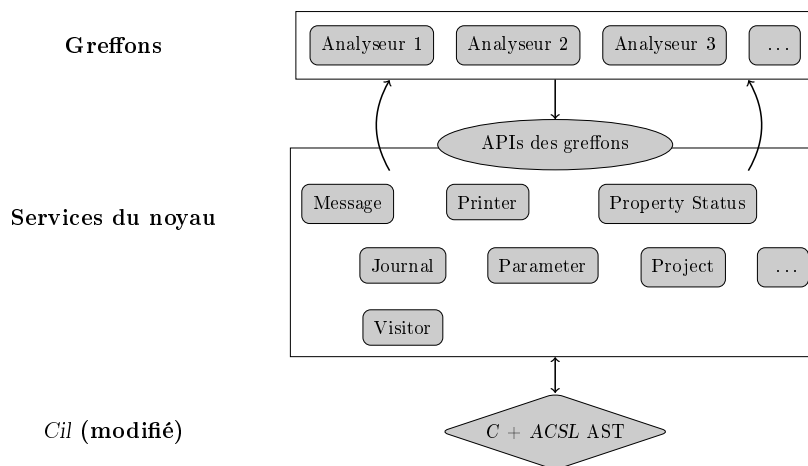 Greffons
Analyseur 1 Analyseur 2 Analyseur 3 ...
APIs des greffons
Services du noyau
Message Printer Property Status
Journal Parameter Project ...
Visitor
Cil (modifié)
C + ACSL AST